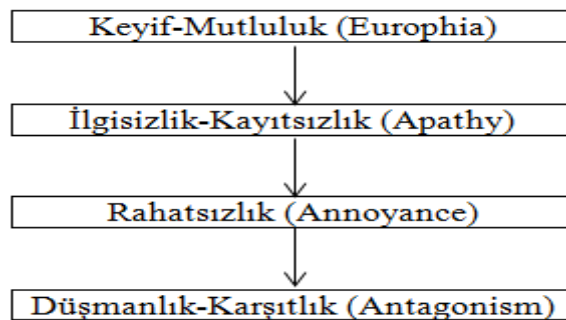 Keyif-Mutluluk (Europhia)
İlgisizlik-Kayıtsızlık (Apathy)
Rahatsızlık (Annoyance)
Düşmanlık-Karşıtlık (Antagonism)